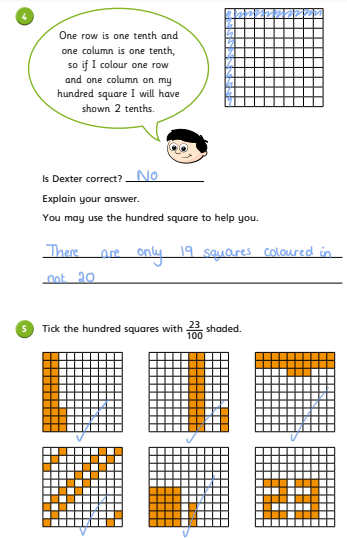 4
One row is one tenth and
one column is one tenth,
so if I colour one row
and one column on my
hundred square I will have
shown 2 tenths.
Is Dexter correct? No
Explain your answer.
You may use the hundred square to help you.
There are only 19 squares coloured in
not 20
5 Tick the hundred squares with 23/100 shaded.
23